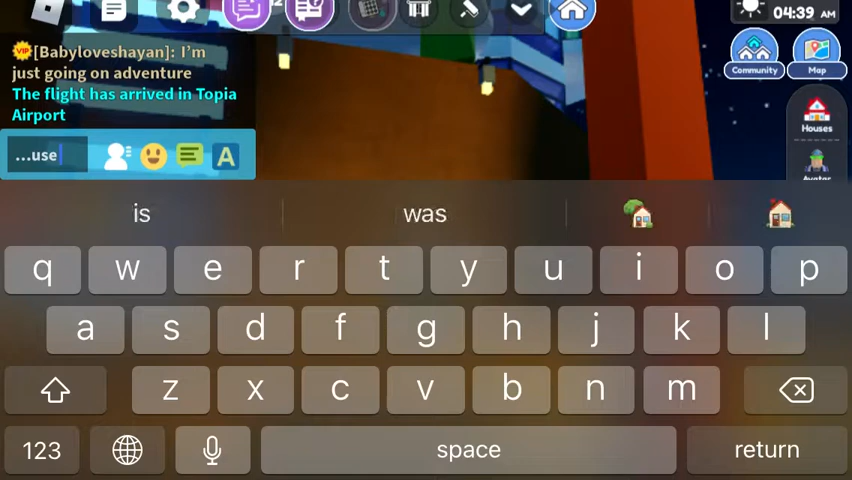 04:39 AM
VIP [Babyloveshayan]: I'm
just going on adventure
The flight has arrived in Topia
Airport
Community
Map
Houses
...use
A
is
was
q w e r t y u i o p
a s d f g h j k l
z x c v b n m
123
space
return